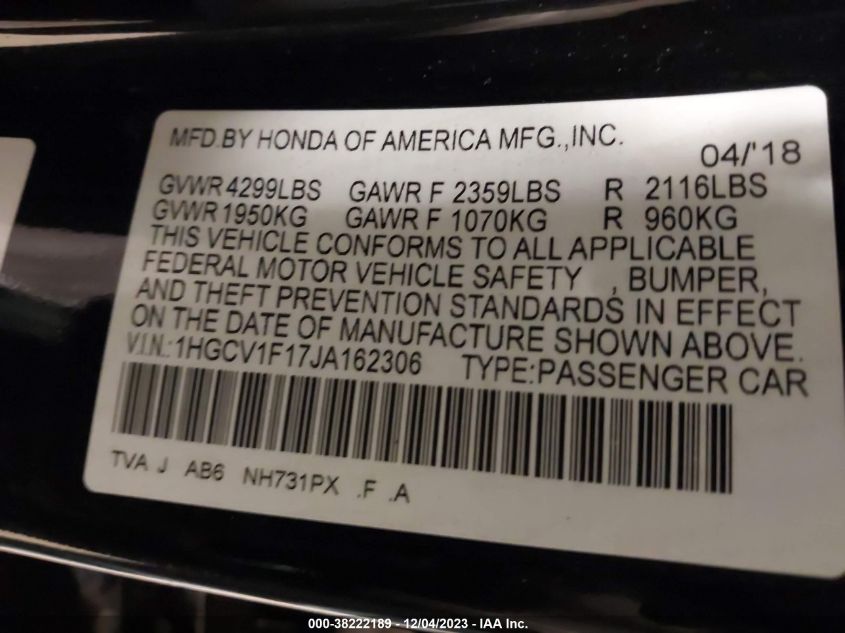 MFD.BY HONDA OF AMERICA MFG.,INC. 04/'18
GVWR 4299LBS GAWR F 2359LBS R 2116LBS
GVWR 1950KG GAWR F 1070KG R 960KG
THIS VEHICLE CONFORMS TO ALL APPLICABLE
FEDERAL MOTOR VEHICLE SAFETY , BUMPER,
AND THEFT PREVENTION STANDARDS IN EFFECT
ON THE DATE OF MANUFACTURE SHOWN ABOVE.
V.I.N.:1HGCV1F17JA162306 TYPE:PASSENGER CAR
TVA J AB6 NH731PX .F .A
000-38222189 - 12/04/2023 - IAA Inc.